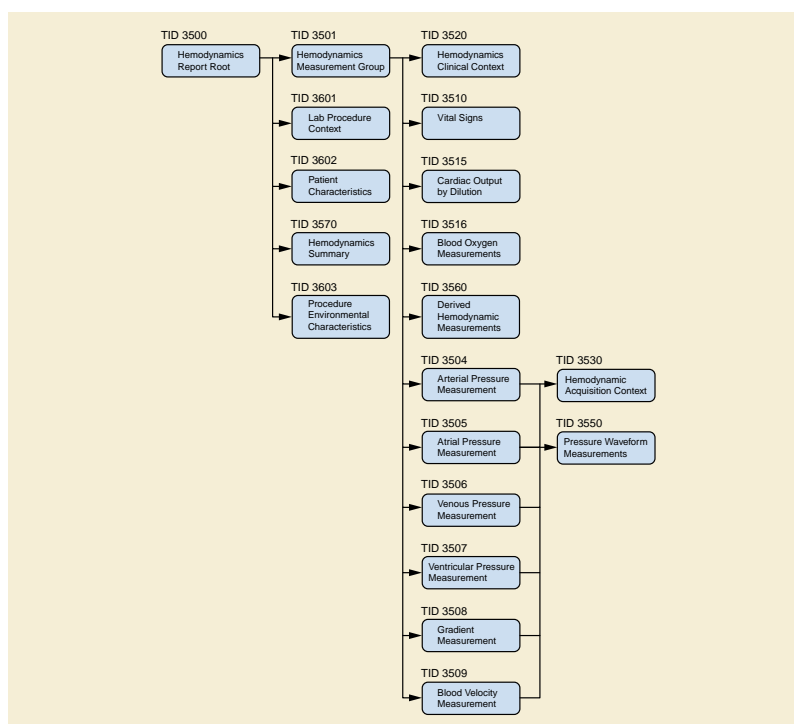 TID 3500
Hemodynamics
Report Root
TID 3501
Hemodynamics
Measurement Group
TID 3601
Lab Procedure
Context
TID 3602
Patient
Characteristics
TID 3570
Hemodynamics
Summary
TID 3603
Procedure
Environmental
Characteristics
TID 3520
Hemodynamics
Clinical Context
TID 3510
Vital Signs
TID 3515
Cardiac Output
by Dilution
TID 3516
Blood Oxygen
Measurements
TID 3560
Derived
Hemodynamic
Measurements
TID 3504
Arterial Pressure
Measurement
TID 3505
Atrial Pressure
Measurement
TID 3506
Venous Pressure
Measurement
TID 3507
Ventricular Pressure
Measurement
TID 3508
Gradient
Measurement
TID 3509
Blood Velocity
Measurement
TID 3530
Hemodynamic
Acquisition Context
TID 3550
Pressure Waveform
Measurements